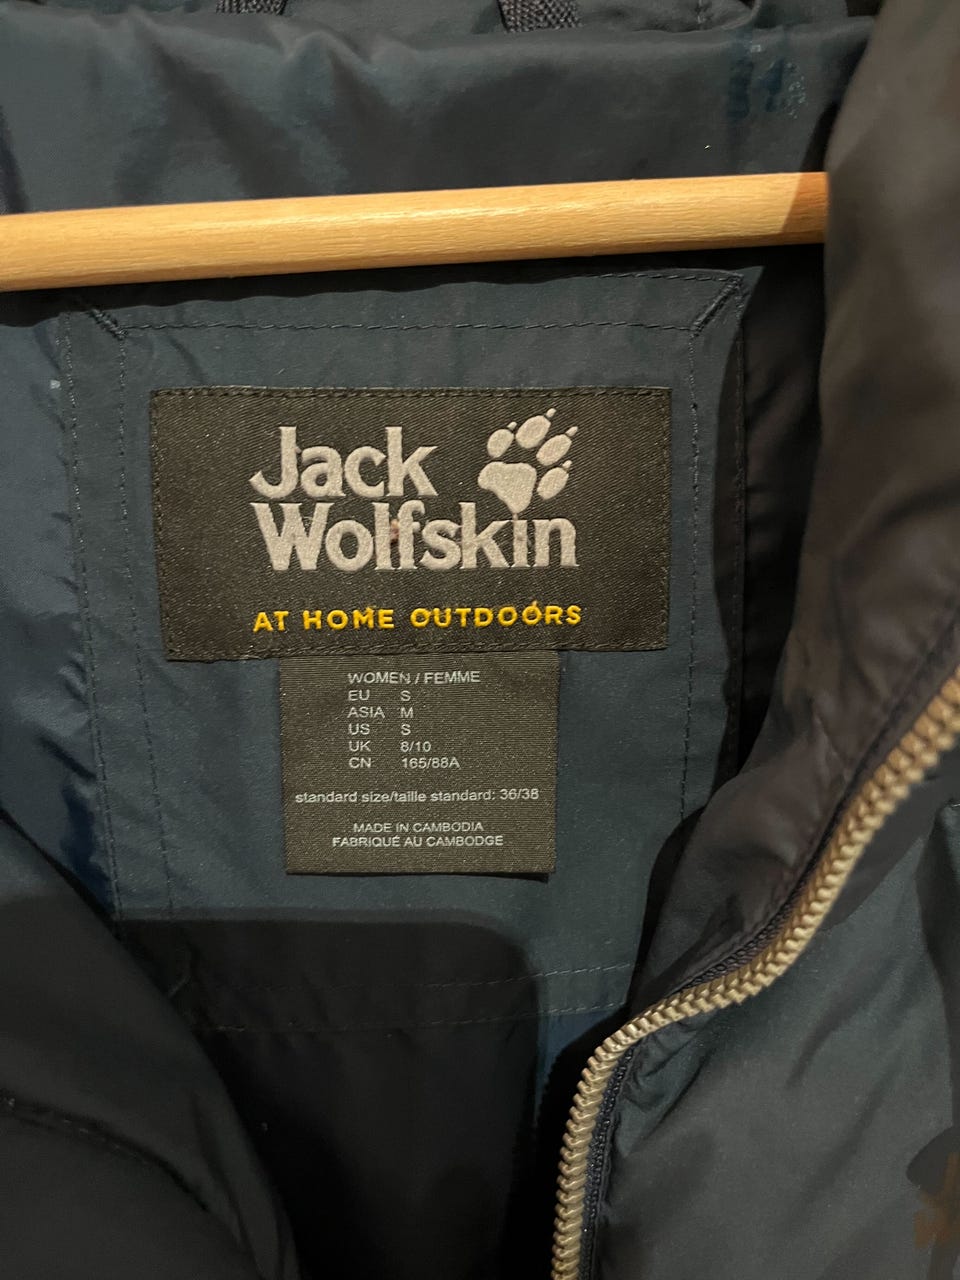 Jack
Wolfskin
AT HOME OUTDOORS
WOMEN / FEMME
EU S
ASIA M
US S
UK 8/10
CN 165/88A
standard size/taille standard: 36/38
MADE IN CAMBODIA
FABRIQUÉ AU CAMBODGE